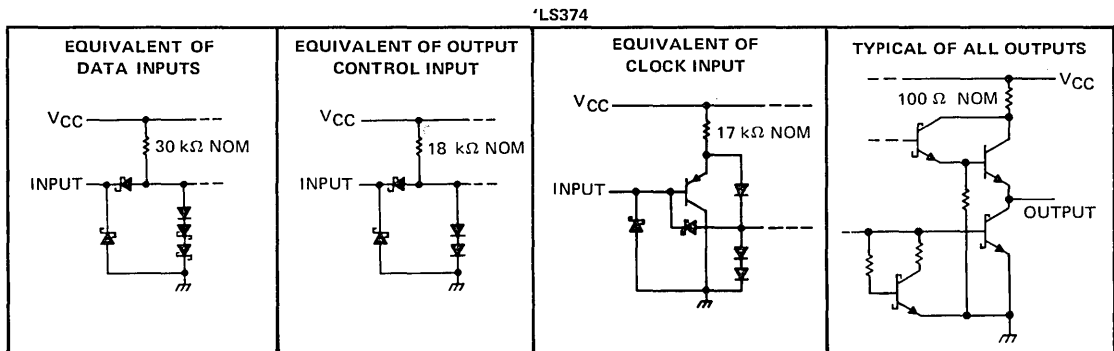 'LS374
EQUIVALENT OF
DATA INPUTS
VCC
30 kΩ NOM
INPUT
EQUIVALENT OF OUTPUT
CONTROL INPUT
VCC
18 kΩ NOM
INPUT
EQUIVALENT OF
CLOCK INPUT
VCC
17 kΩ NOM
INPUT
TYPICAL OF ALL OUTPUTS
VCC
100 Ω NOM
OUTPUT